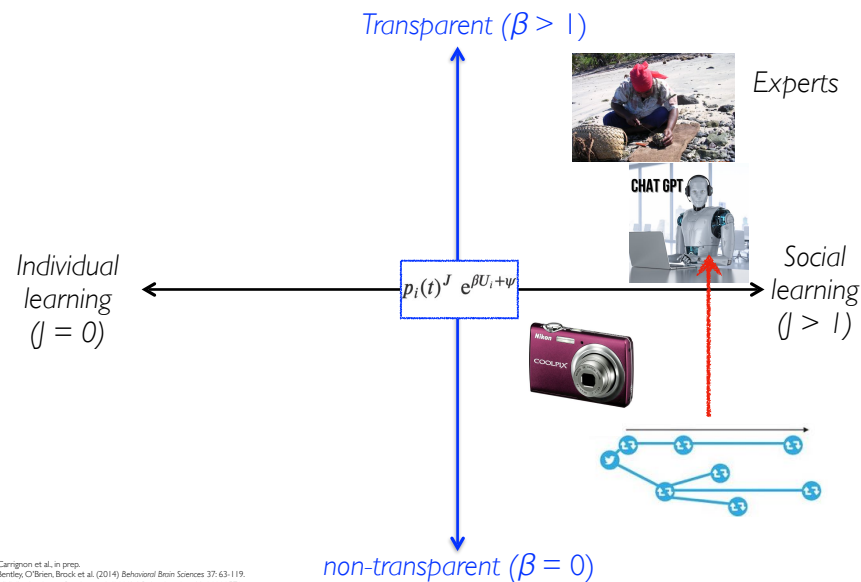 Transparent (β > 1)
Experts
CHAT GPT
Individual
learning
(J = 0)
p_i(t)^J e^{βU_i+ψ}
Social
learning
(J > 1)
Nikon
COOLPIX
non-transparent (β = 0)
Carrignon et al., in prep.
Bentley, O'Brien, Brock et al. (2014) Behavioral Brain Sciences 37: 63-119.